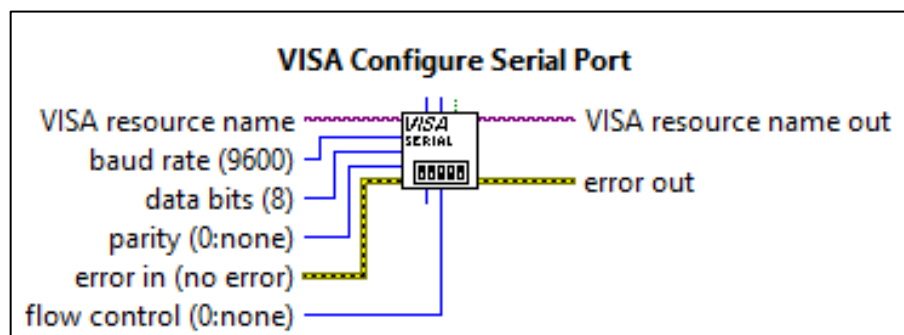 VISA Configure Serial Port
VISA resource name
VISA resource name out
VISA
SERIAL
baud rate (9600)
data bits (8)
error out
parity (0:none)
error in (no error)
flow control (0:none)